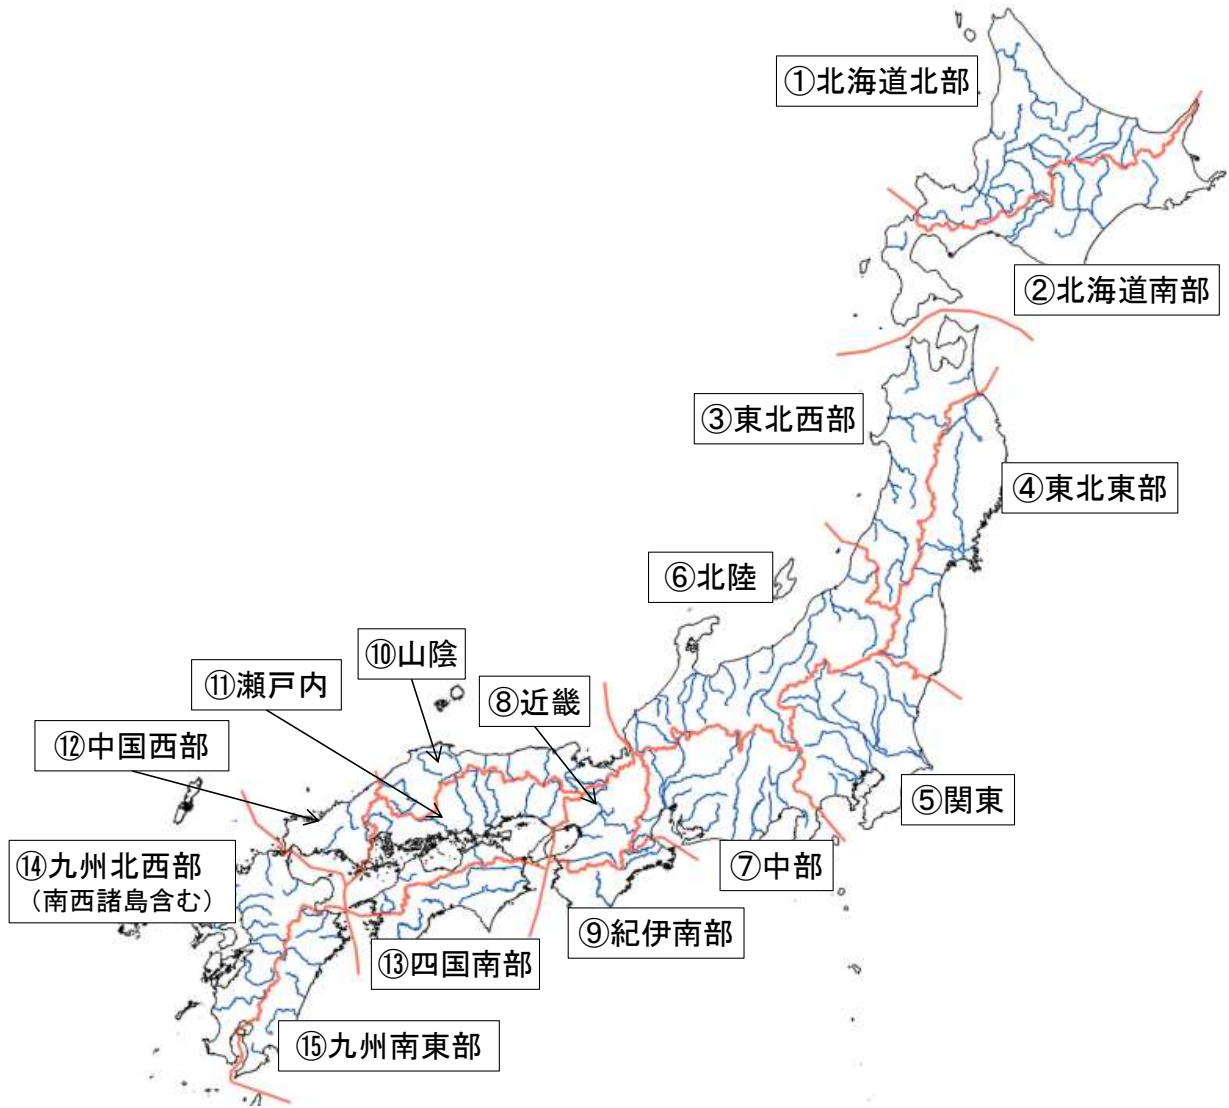 ①北海道北部
②北海道南部
③東北西部
④東北東部
⑥北陸
⑩山陰
⑪瀬戸内
⑧近畿
⑫中国西部
⑤関東
⑭九州北西部
(南西諸島含む)
⑦中部
⑨紀伊南部
⑬四国南部
⑮九州南東部